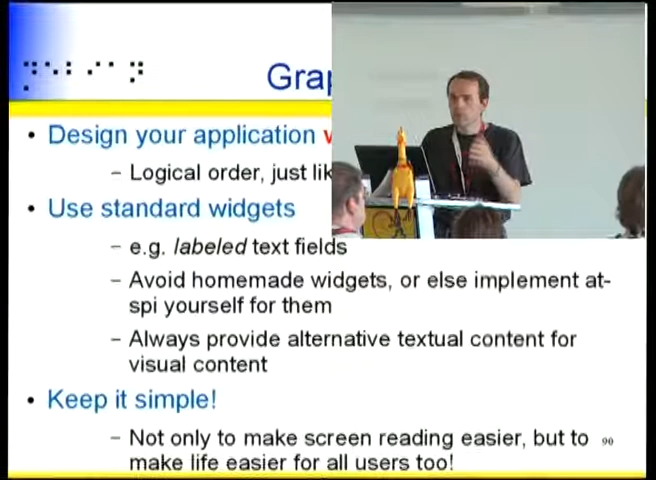 Grap
• Design your application
– Logical order, just lik
• Use standard widgets
– e.g. labeled text fields
– Avoid homemade widgets, or else implement at-
spi yourself for them
– Always provide alternative textual content for
visual content
• Keep it simple!
– Not only to make screen reading easier, but to
make life easier for all users too!
90